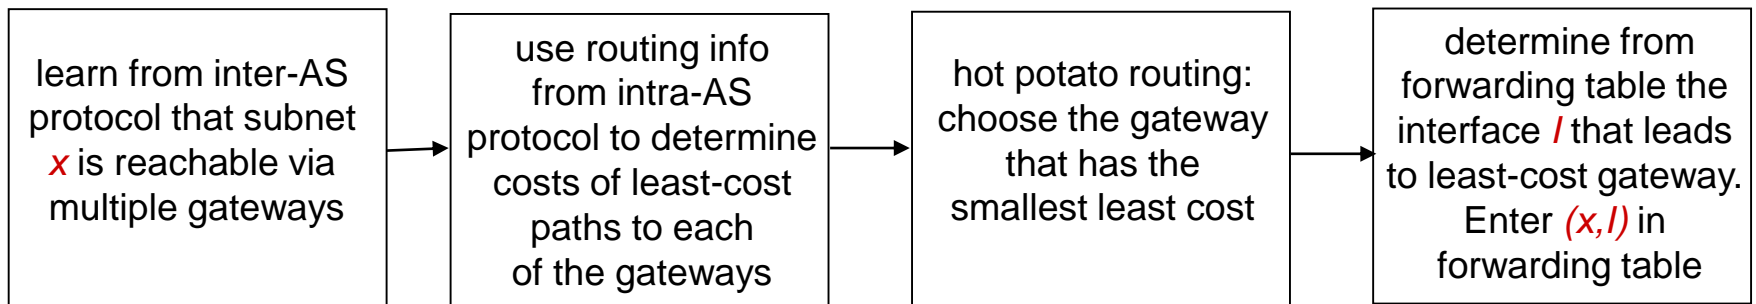 learn from inter-AS
protocol that subnet
x is reachable via
multiple gateways
use routing info
from intra-AS
protocol to determine
costs of least-cost
paths to each
of the gateways
hot potato routing:
choose the gateway
that has the
smallest least cost
determine from
forwarding table the
interface I that leads
to least-cost gateway.
Enter (x,I) in
forwarding table